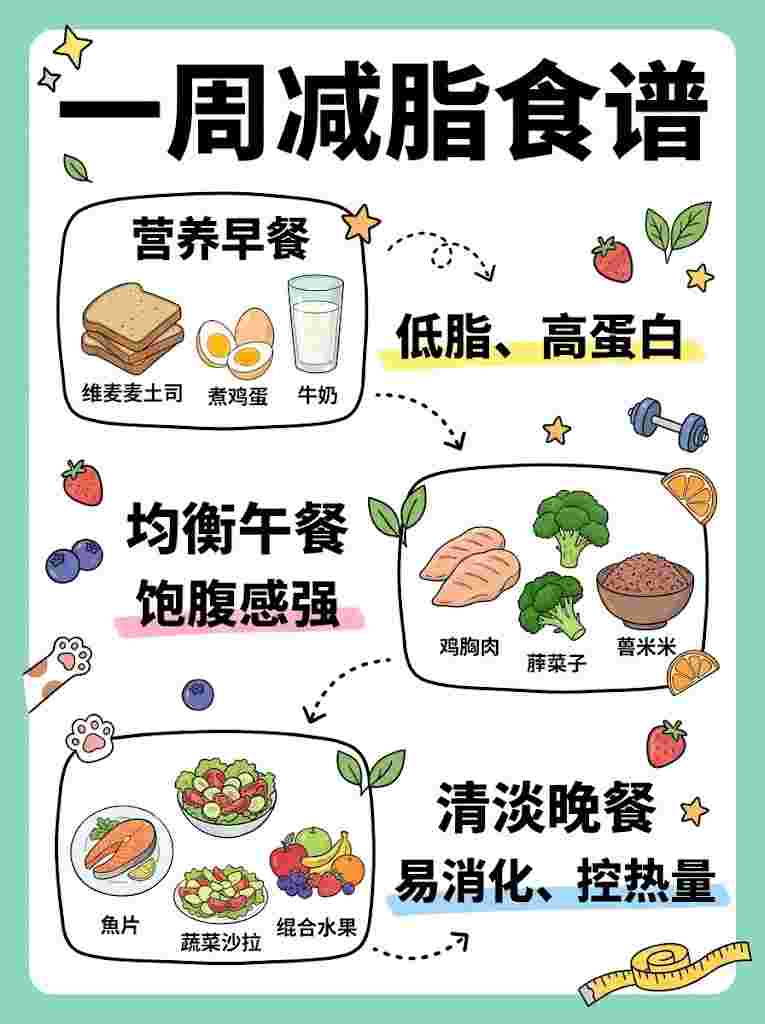 一周减脂食谱
营养早餐
维麦麦土司
煮鸡蛋
牛奶
低脂、高蛋白
均衡午餐
饱腹感强
鸡胸肉
菜子
米米
清淡晚餐
易消化、控热量
魚片
蔬菜沙拉
组合水果